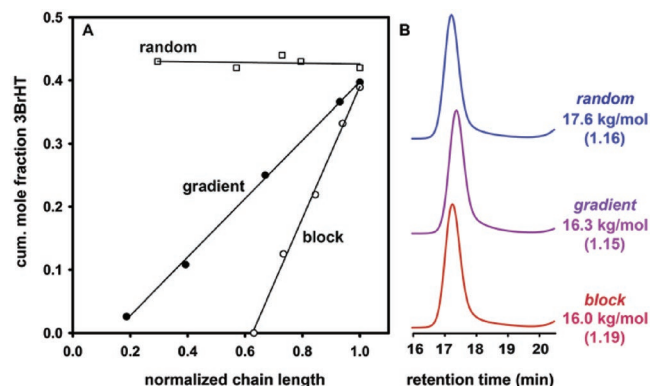 A
B
0.5
0.4
0.3
0.2
0.1
0.0
cum. mole fraction 3BrHT
random
gradient
block
0.0 0.2 0.4 0.6 0.8 1.0
normalized chain length
random
17.6 kg/mol
(1.16)
gradient
16.3 kg/mol
(1.15)
block
16.0 kg/mol
(1.19)
16 17 18 19 20
retention time (min)